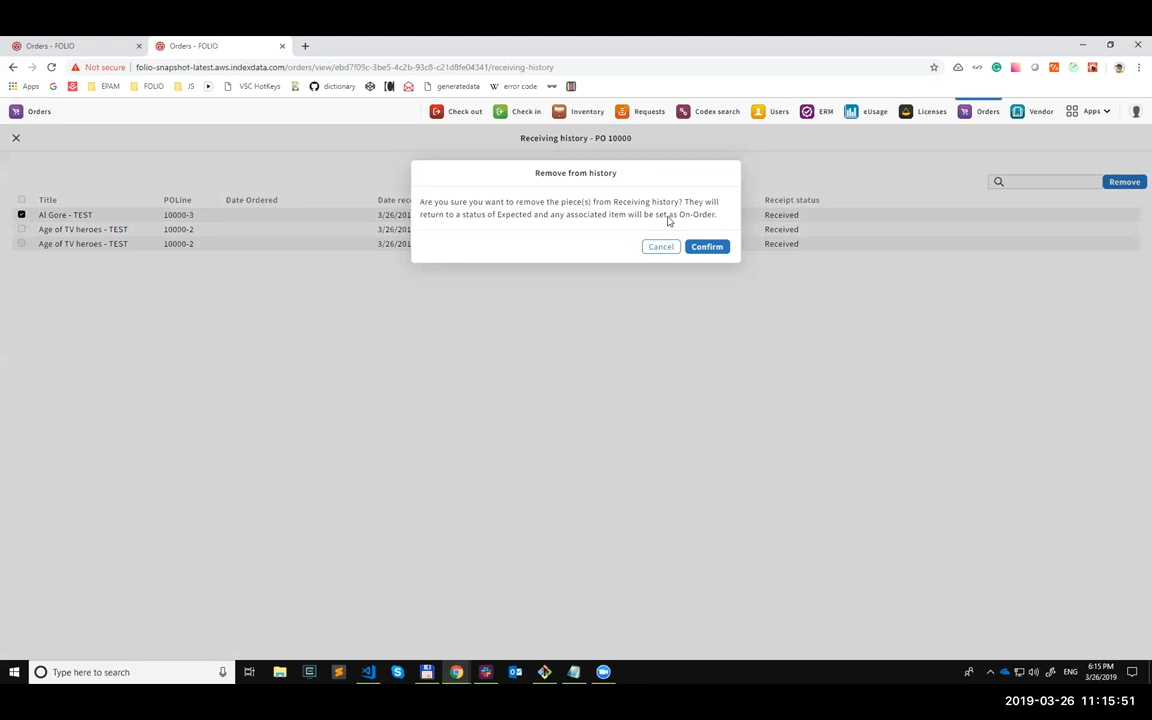 Orders - FOLIO
Orders - FOLIO
Not secure
folio-snapshot-latest.aws.indexdata.com/orders/view/ebd7f09c-3be5-4c2b-93c8-c21d8fe04341/receiving-history
Apps
EPAM
FOLIO
JS
VSC HotKeys
dictionary
generatedata
error code
Orders
Check out
Check in
Inventory
Requests
Codex search
Users
ERM
eUsage
Licenses
Orders
Vendor
Apps
Receiving history - PO 10000
Remove
Remove from history
Are you sure you want to remove the piece(s) from Receiving history? They will
return to a status of Expected and any associated item will be set as On-Order.
Cancel
Confirm
Title POLine Date Ordered Date rec Receipt status
Al Gore - TEST 10000-3 3/26/201 Received
Age of TV heroes - TEST 10000-2 3/26/201 Received
Age of TV heroes - TEST 10000-2 3/26/201 Received
Type here to search
ENG
6:15 PM
3/26/2019
2019-03-26 11:15:51